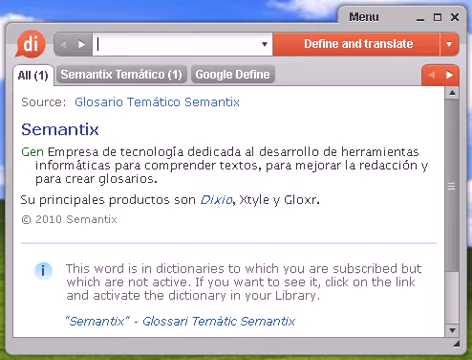 Menu
di
Define and translate
All (1)
Semantix Temático (1)
Google Define
Source: Glosario Temático Semantix
Semantix
Gen Empresa de tecnología dedicada al desarrollo de herramientas
informáticas para comprender textos, para mejorar la redacción y
para crear glosarios.
Su principales productos son Dixio, Xtyle y Gloxr.
© 2010 Semantix
i
This word is in dictionaries to which you are subscribed but
which are not active. If you want to see it, click on the link
and activate the dictionary in your Library.
"Semantix" - Glossari Temàtic Semantix